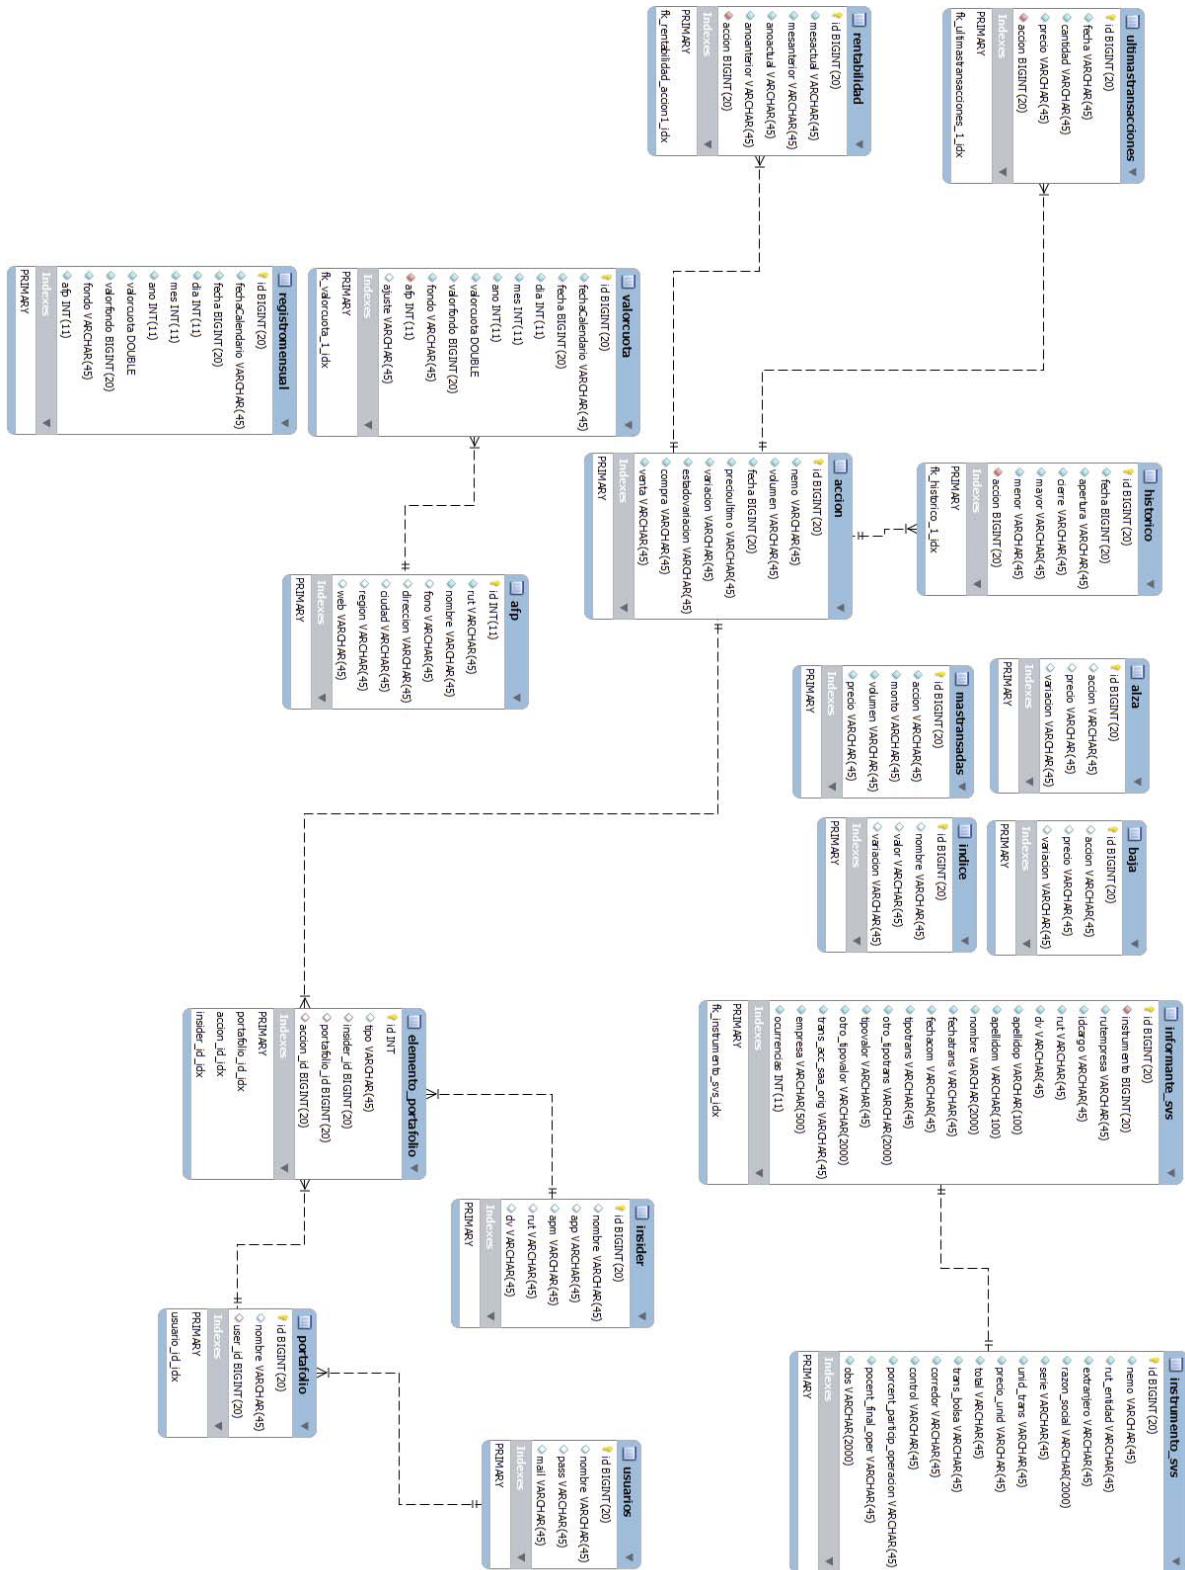 ultimastransacciones
id BIGINT(20)
fecha VARCHAR(45)
cantidad VARCHAR(45)
precio VARCHAR(45)
accion BIGINT(20)
Indexes
PRIMARY
fk_ultimastransacciones_1_idx
rentabilidad
id BIGINT(20)
mesactual VARCHAR(45)
mesanterior VARCHAR(45)
anoactual VARCHAR(45)
anoanterior VARCHAR(45)
accion BIGINT(20)
Indexes
PRIMARY
fk_rentabilidad_accion1_idx
valorcuota
id BIGINT(20)
fechaCalendario VARCHAR(45)
fecha BIGINT(20)
dia INT(11)
mes INT(11)
ano INT(11)
valorcuota DOUBLE
valorfondo BIGINT(20)
fondo VARCHAR(45)
afp INT(11)
ajuste VARCHAR(45)
Indexes
PRIMARY
fk_valorcuota_1_idx
registromensual
id BIGINT(20)
fechaCalendario VARCHAR(45)
fecha BIGINT(20)
dia INT(11)
mes INT(11)
ano INT(11)
valorcuota DOUBLE
valorfondo BIGINT(20)
fondo VARCHAR(45)
afp INT(11)
Indexes
PRIMARY
historico
id BIGINT(20)
fecha BIGINT(20)
apertura VARCHAR(45)
cierre VARCHAR(45)
mayor VARCHAR(45)
menor VARCHAR(45)
accion BIGINT(20)
Indexes
PRIMARY
fk_historico_1_idx
accion
id BIGINT(20)
nemo VARCHAR(45)
volumen VARCHAR(45)
fecha BIGINT(20)
precioultimo VARCHAR(45)
variacion VARCHAR(45)
estadovariacion VARCHAR(45)
compra VARCHAR(45)
venta VARCHAR(45)
Indexes
PRIMARY
afp
id INT(11)
rut VARCHAR(45)
nombre VARCHAR(45)
fono VARCHAR(45)
direccion VARCHAR(45)
ciudad VARCHAR(45)
region VARCHAR(45)
web VARCHAR(45)
Indexes
PRIMARY
alza
id BIGINT(20)
accion VARCHAR(45)
precio VARCHAR(45)
variacion VARCHAR(45)
Indexes
PRIMARY
mastransadas
id BIGINT(20)
accion VARCHAR(45)
monto VARCHAR(45)
volumen VARCHAR(45)
precio VARCHAR(45)
Indexes
PRIMARY
baja
id BIGINT(20)
accion VARCHAR(45)
precio VARCHAR(45)
variacion VARCHAR(45)
Indexes
PRIMARY
indice
id BIGINT(20)
nombre VARCHAR(45)
valor VARCHAR(45)
variacion VARCHAR(45)
Indexes
PRIMARY
informante_svs
id BIGINT(20)
instrumento BIGINT(20)
rutempresa VARCHAR(45)
idcargo VARCHAR(45)
rut VARCHAR(45)
dv VARCHAR(45)
apellidop VARCHAR(100)
apellidom VARCHAR(100)
nombre VARCHAR(2000)
fechatrans VARCHAR(45)
fechacom VARCHAR(45)
tipotrans VARCHAR(45)
otro_tipotrans VARCHAR(2000)
tipovalor VARCHAR(45)
otro_tipovalor VARCHAR(2000)
trans_acc_saa_orig VARCHAR(45)
empresa VARCHAR(500)
ocurrencias INT(11)
Indexes
PRIMARY
fk_instrumento_svs_idx
elemento_portafolio
id INT
tipo VARCHAR(45)
insider_id BIGINT(20)
portafolio_id BIGINT(20)
accion_id BIGINT(20)
Indexes
PRIMARY
portafolio_id_idx
accion_id_idx
insider_id_idx
insider
id BIGINT(20)
nombre VARCHAR(45)
app VARCHAR(45)
apm VARCHAR(45)
rut VARCHAR(45)
dv VARCHAR(45)
Indexes
PRIMARY
portafolio
id BIGINT(20)
nombre VARCHAR(45)
user_id BIGINT(20)
Indexes
PRIMARY
usuario_id_idx
instrumento_svs
id BIGINT(20)
nemo VARCHAR(45)
rut_entidad VARCHAR(45)
extranjero VARCHAR(45)
razon_social VARCHAR(2000)
serie VARCHAR(45)
unid_trans VARCHAR(45)
precio_unid VARCHAR(45)
total VARCHAR(45)
trans_bolsa VARCHAR(45)
corredor VARCHAR(45)
control VARCHAR(45)
porcent_particip_operacion VARCHAR(45)
pocent_final_oper VARCHAR(45)
obs VARCHAR(2000)
Indexes
PRIMARY
usuarios
id BIGINT(20)
nombre VARCHAR(45)
pass VARCHAR(45)
mail VARCHAR(45)
Indexes
PRIMARY